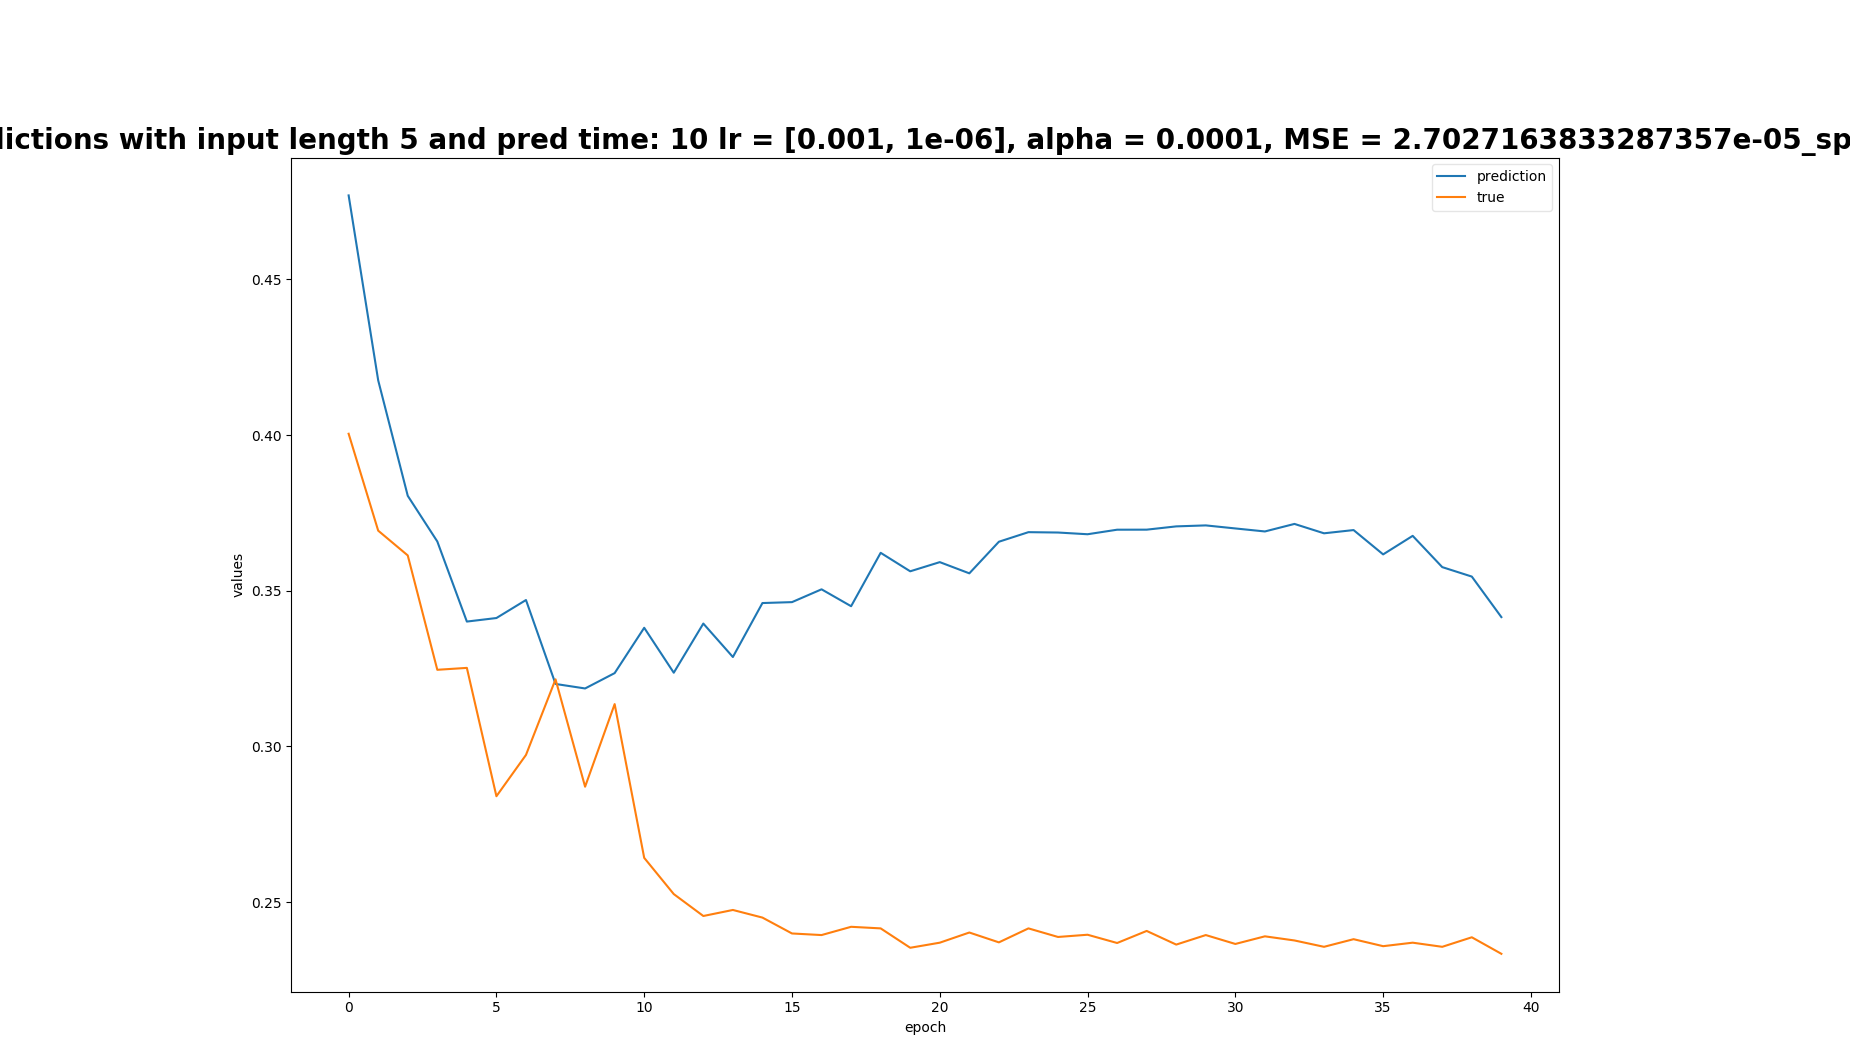 with input length 5 and pred time: 10 lr = [0.001, 1e-06], alpha = 0.0001, MSE = 2.7027163833287357e-05_sp
prediction
true
0.45
0.40
0.35
0.30
0.25
values
0 5 10 15 20 25 30 35 40
epoch